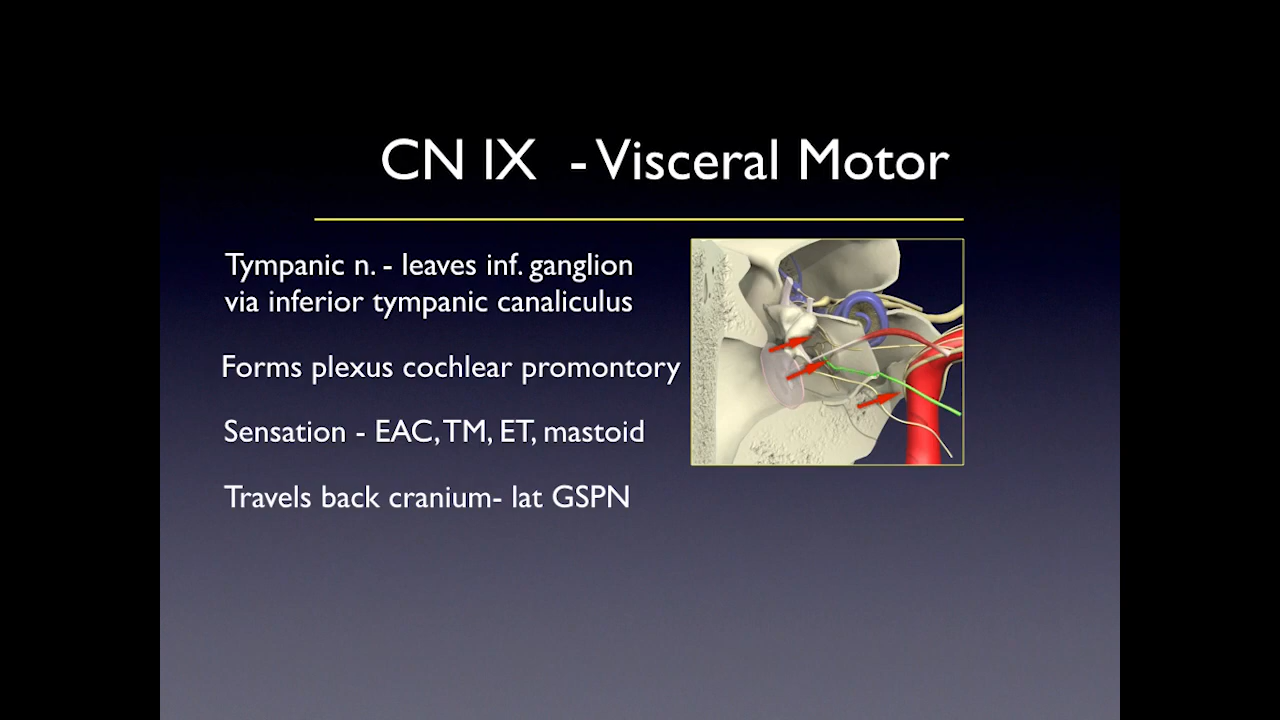 CN IX - Visceral Motor
Tympanic n. - leaves inf. ganglion
via inferior tympanic canaliculus
Forms plexus cochlear promontory
Sensation - EAC, TM, ET, mastoid
Travels back cranium- lat GSPN